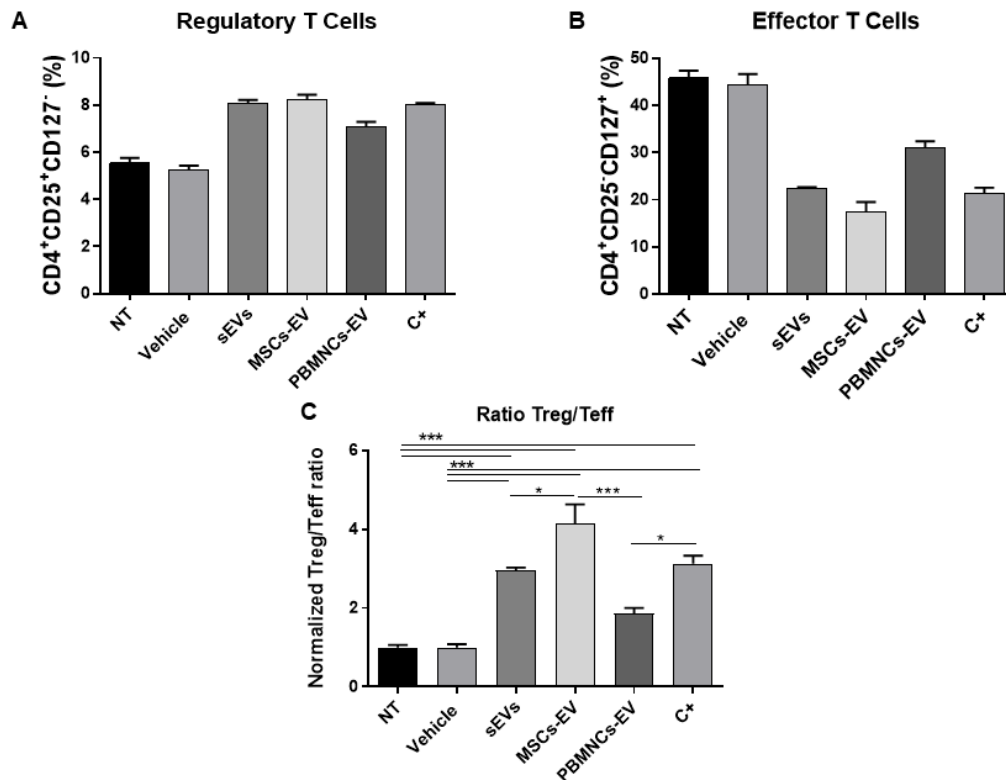 A
Regulatory T Cells
CD4⁺CD25⁺CD127⁻ (%)
10
8
6
4
2
0
NT
Vehicle
sEVs
MSCs-EV
PBMNCs-EV
C+
B
Effector T Cells
CD4⁺CD25⁻CD127⁺ (%)
50
40
30
20
10
0
NT
Vehicle
sEVs
MSCs-EV
PBMNCs-EV
C+
C
Ratio Treg/Teff
Normalized Treg/Teff ratio
6
4
2
0
***
***
*
***
*
NT
Vehicle
sEVs
MSCs-EV
PBMNCs-EV
C+